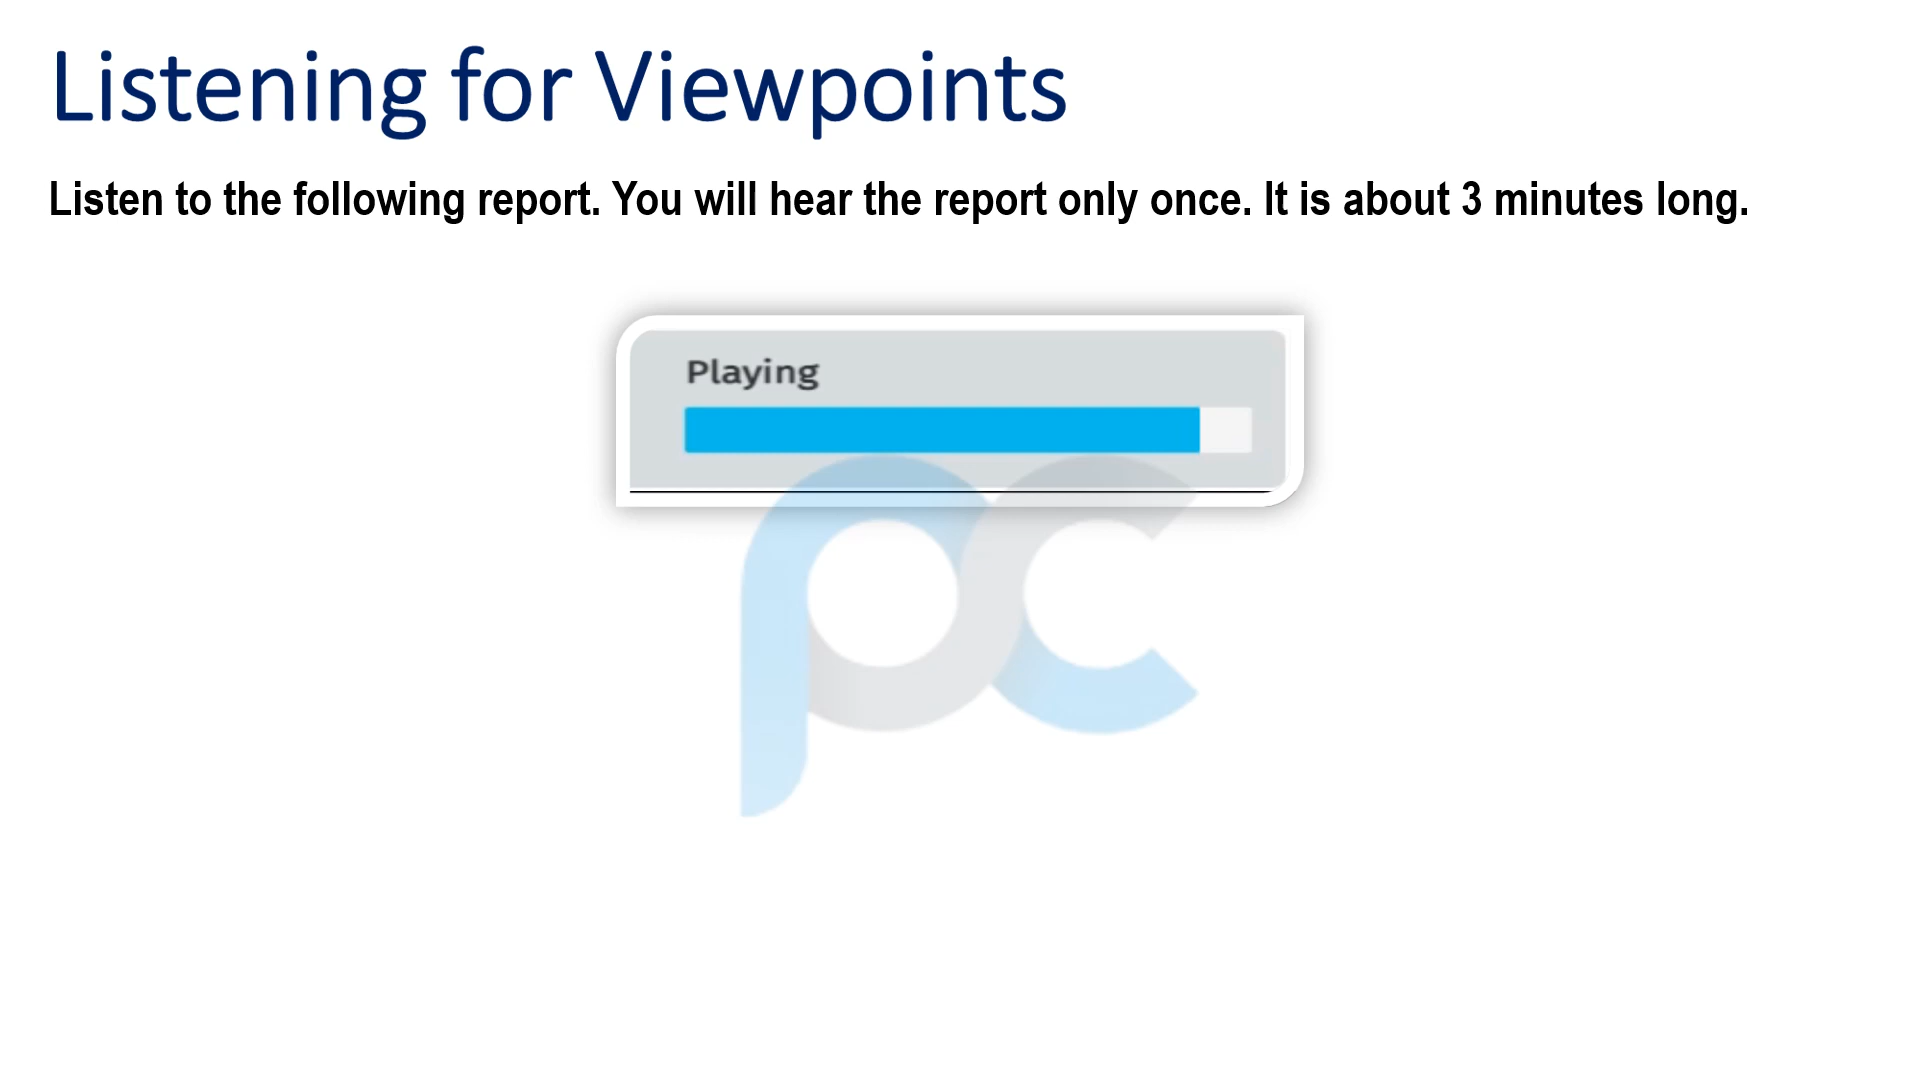 Listening for Viewpoints
Listen to the following report. You will hear the report only once. It is about 3 minutes long.
Playing